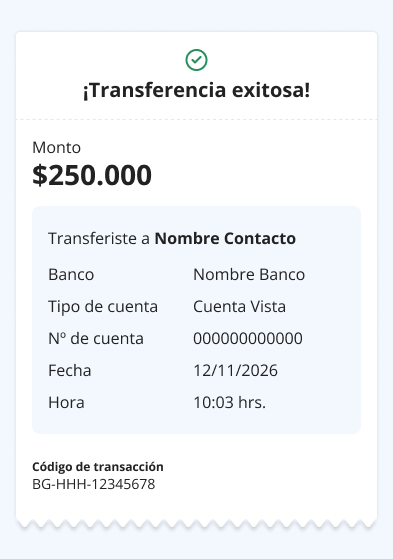 ¡Transferencia exitosa!
Monto
$250.000
Transferiste a Nombre Contacto
Banco Nombre Banco
Tipo de cuenta Cuenta Vista
Nº de cuenta 000000000000
Fecha 12/11/2026
Hora 10:03 hrs.
Código de transacción
BG-HHH-12345678